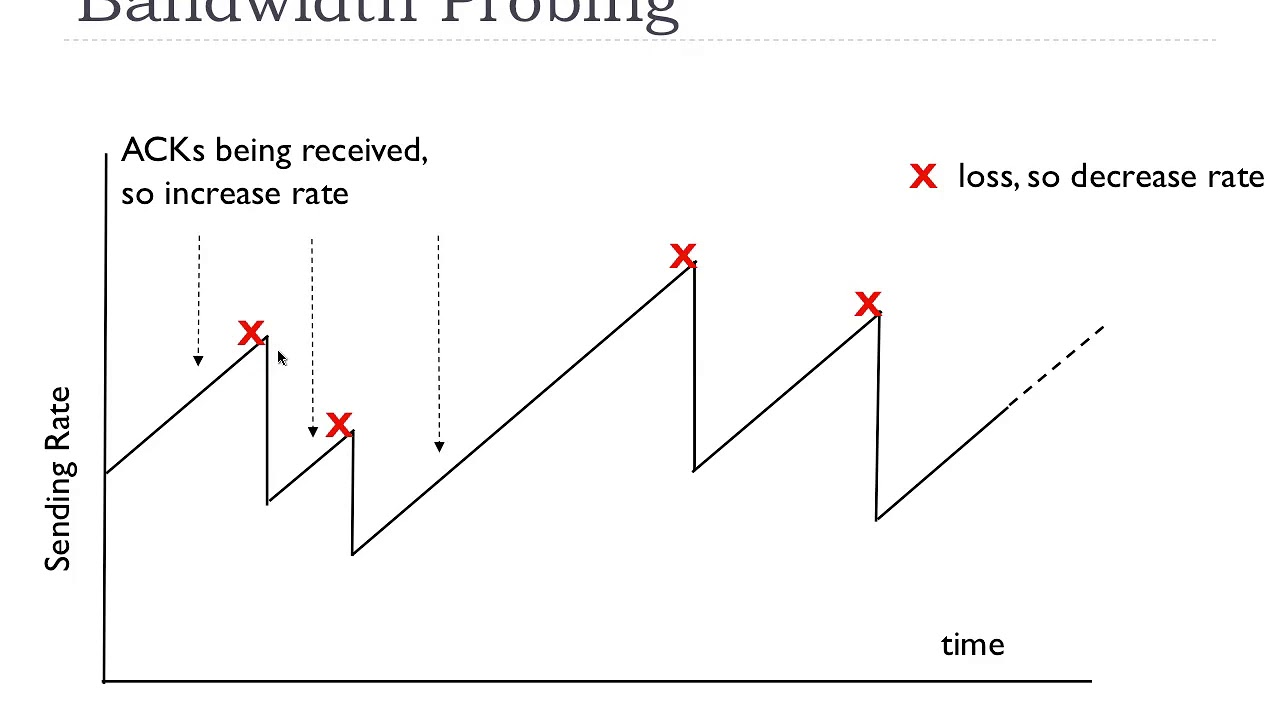 Bandwidth Probing
ACKs being received,
so increase rate
X loss, so decrease rate
X
X
X
X
Sending Rate
time